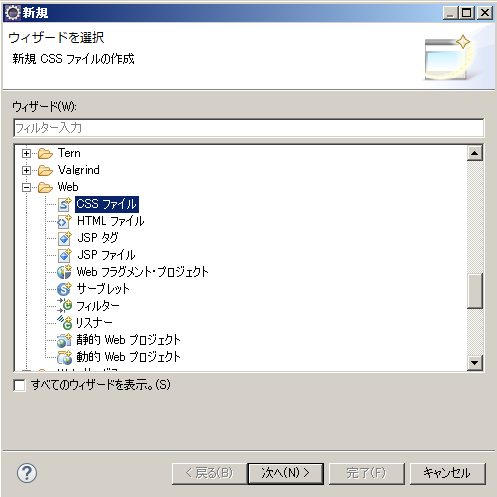 新規
ウィザードを選択
新規 CSS ファイルの作成
ウィザード(W):
フィルター入力
Tern
Valgrind
Web
CSS ファイル
HTML ファイル
JSP タグ
JSP ファイル
Web フラグメント・プロジェクト
サーブレット
フィルター
リスナー
静的 Web プロジェクト
動的 Web プロジェクト
すべてのウィザードを表示。(S)
< 戻る(B) 次へ(N) > 完了(F) キャンセル